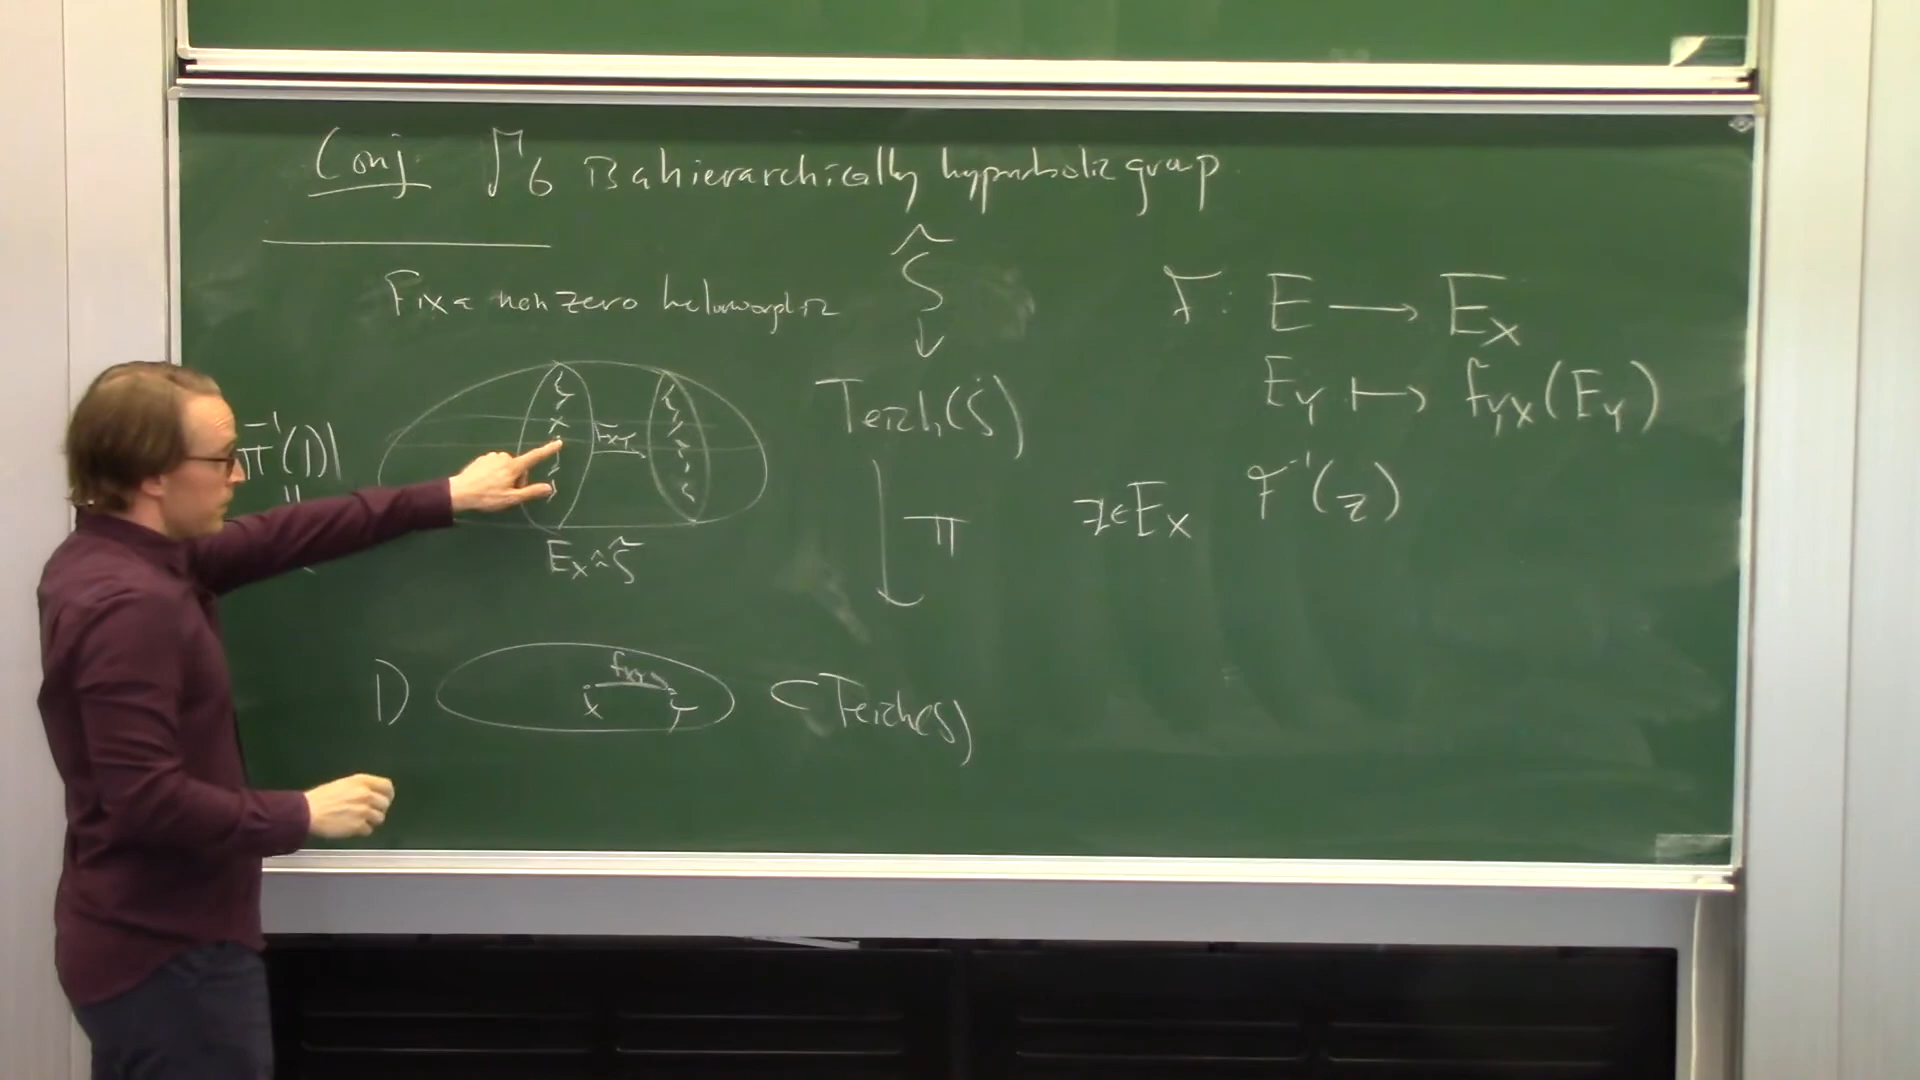 Conj. Γ_G is a hierarchically hyperbolic group.
Fix a nonzero holomorphic
Ŝ
↓
Teich(Ṡ)
↓ π
D x f_xy y ⊂ Teich(S)
π⁻¹(D)
F_xy
E_x ≈ S̃
F: E → E_x
E_y ↦ f_yx(E_y)
z∈E_x F⁻¹(z)